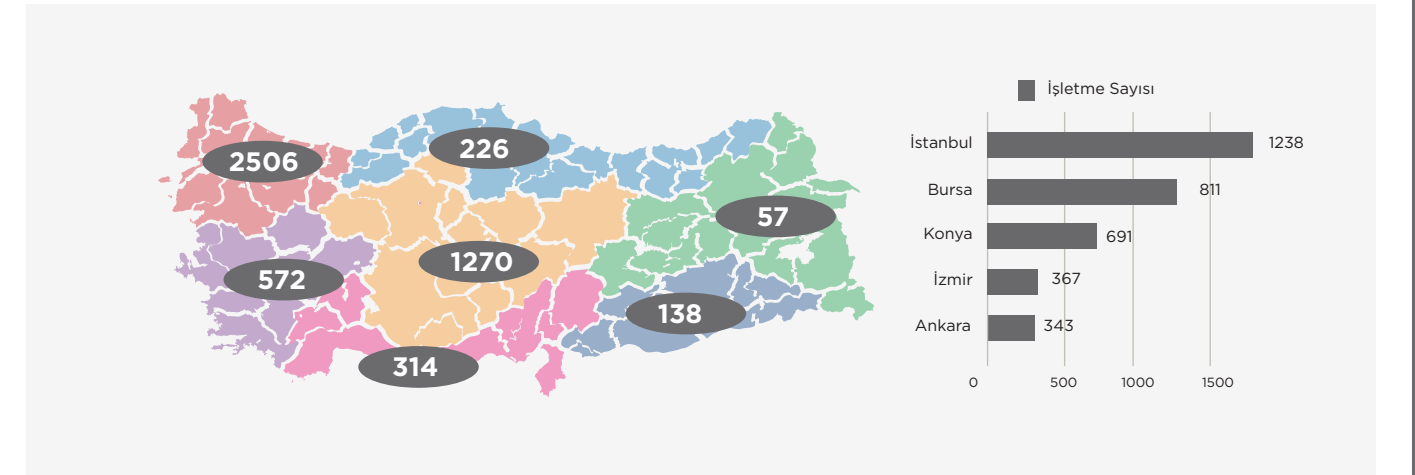 2506
226
57
1270
572
138
314
İşletme Sayısı
İstanbul 1238
Bursa 811
Konya 691
İzmir 367
Ankara 343
0 500 1000 1500